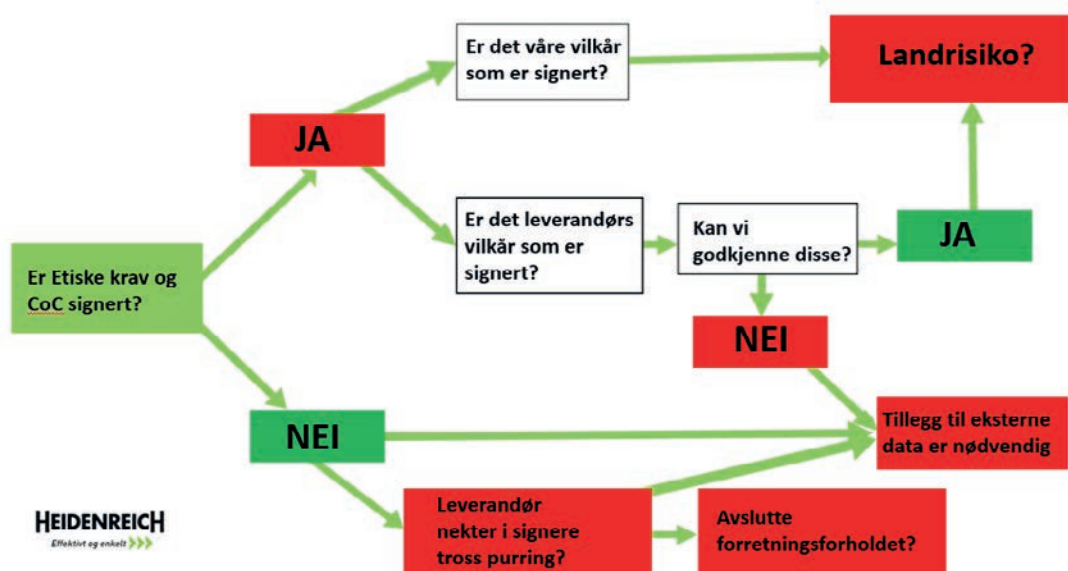 Er det våre vilkår
som er signert?
Landrisiko?
JA
Er det leverandørs
vilkår som er
signert?
Kan vi
godkjenne disse?
JA
Er Etiske krav og
CoC signert?
NEI
NEI
Tillegg til eksterne
data er nødvendig
Leverandør
nekter i signere
tross purring?
Avslutte
forretningsforholdet?
HEIDENREICH
Effektivt og enkelt